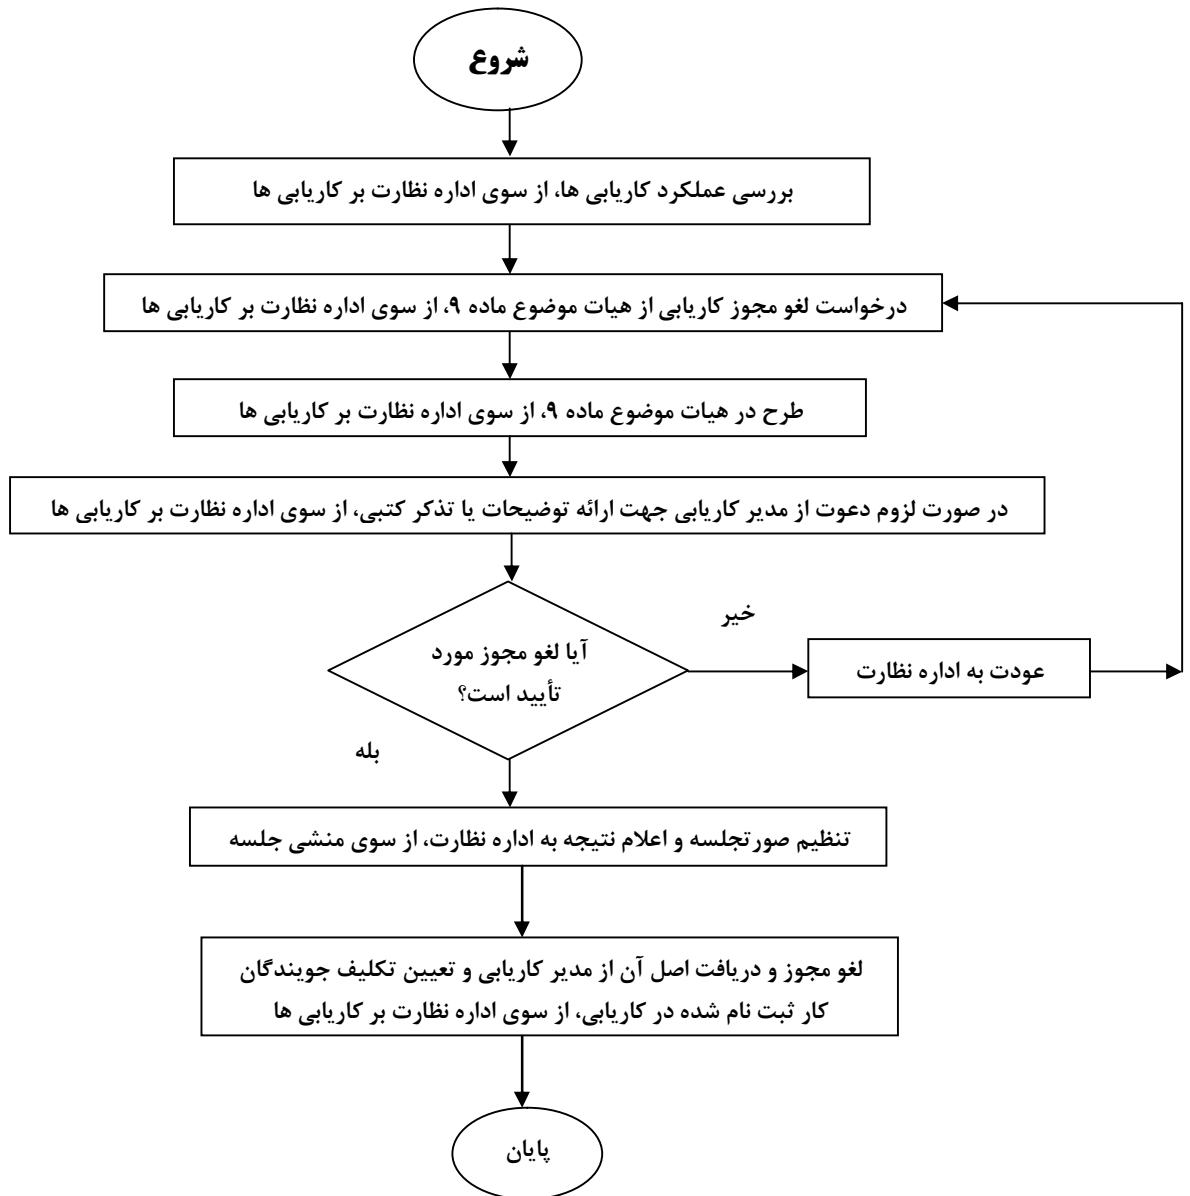 شروع
بررسی عملکرد کاریابی ها، از سوی اداره نظارت بر کاریابی ها
درخواست لغو مجوز کاریابی از هیات موضوع ماده ۹، از سوی اداره نظارت بر کاریابی ها
طرح در هیات موضوع ماده ۹، از سوی اداره نظارت بر کاریابی ها
در صورت لزوم دعوت از مدیر کاریابی جهت ارائه توضیحات یا تذکر کتبی، از سوی اداره نظارت بر کاریابی ها
آیا لغو مجوز مورد
تأیید است؟
خیر
عودت به اداره نظارت
بله
تنظیم صورتجلسه و اعلام نتیجه به اداره نظارت، از سوی منشی جلسه
لغو مجوز و دریافت اصل آن از مدیر کاریابی و تعیین تکلیف جویندگان
کار ثبت نام شده در کاریابی، از سوی اداره نظارت بر کاریابی ها
پایان